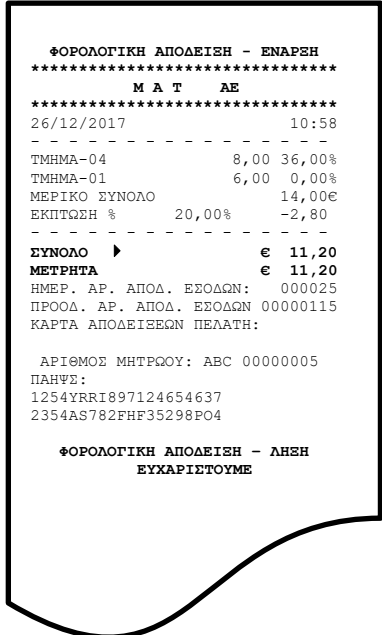 ΦΟΡΟΛΟΓΙΚΗ ΑΠΟΔΕΙΞΗ - ΕΝΑΡΞΗ
********************************
Μ Α Τ ΑΕ
********************************
26/12/2017 10:58
- - - - - - - - - - - - - - - -
ΤΜΗΜΑ-04 8,00 36,00%
ΤΜΗΜΑ-01 6,00 0,00%
ΜΕΡΙΚΟ ΣΥΝΟΛΟ 14,00€
ΕΚΠΤΩΣΗ % 20,00% -2,80
- - - - - - - - - - - - - - - -
ΣΥΝΟΛΟ € 11,20
ΜΕΤΡΗΤΑ € 11,20
ΗΜΕΡ. ΑΡ. ΑΠΟΔ. ΕΣΟΔΩΝ: 000025
ΠΡΟΟΔ. ΑΡ. ΑΠΟΔ. ΕΣΟΔΩΝ 00000115
ΚΑΡΤΑ ΑΠΟΔΕΙΞΕΩΝ ΠΕΛΑΤΗ:
ΑΡΙΘΜΟΣ ΜΗΤΡΩΟΥ: ABC 00000005
ΠΑΗΨΣ:
1254YRRI897124654637
2354AS782FHF35298PO4
ΦΟΡΟΛΟΓΙΚΗ ΑΠΟΔΕΙΞΗ – ΛΗΞΗ
ΕΥΧΑΡΙΣΤΟΥΜΕ